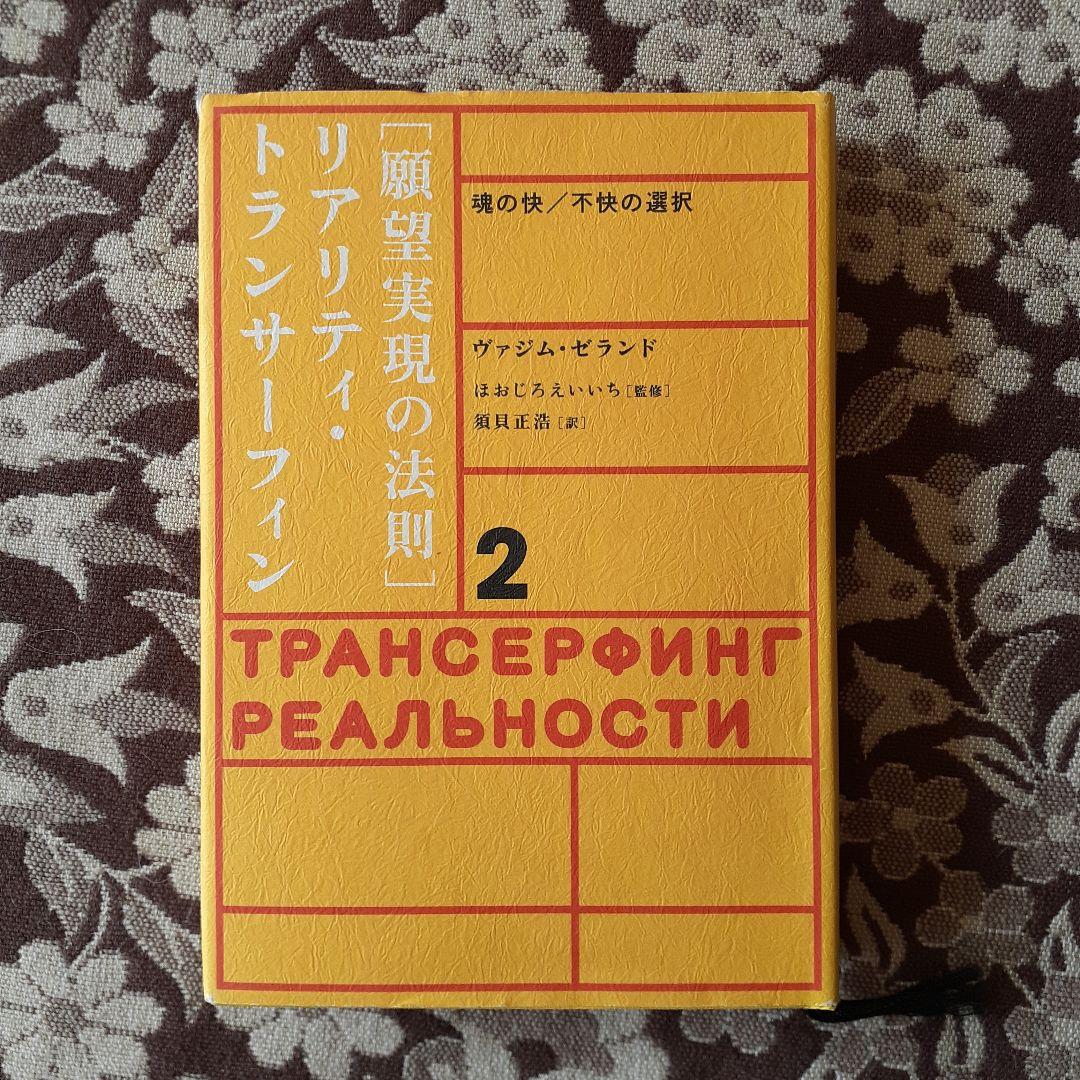 [願望実現の法則]
リアリティ・
トランサーフィン
魂の快／不快の選択
ヴァジム・ゼランド
ほおじろえいいち[監修]
須貝正浩[訳]
2
ТРАНСЕРФИНГ
РЕАЛЬНОСТИ